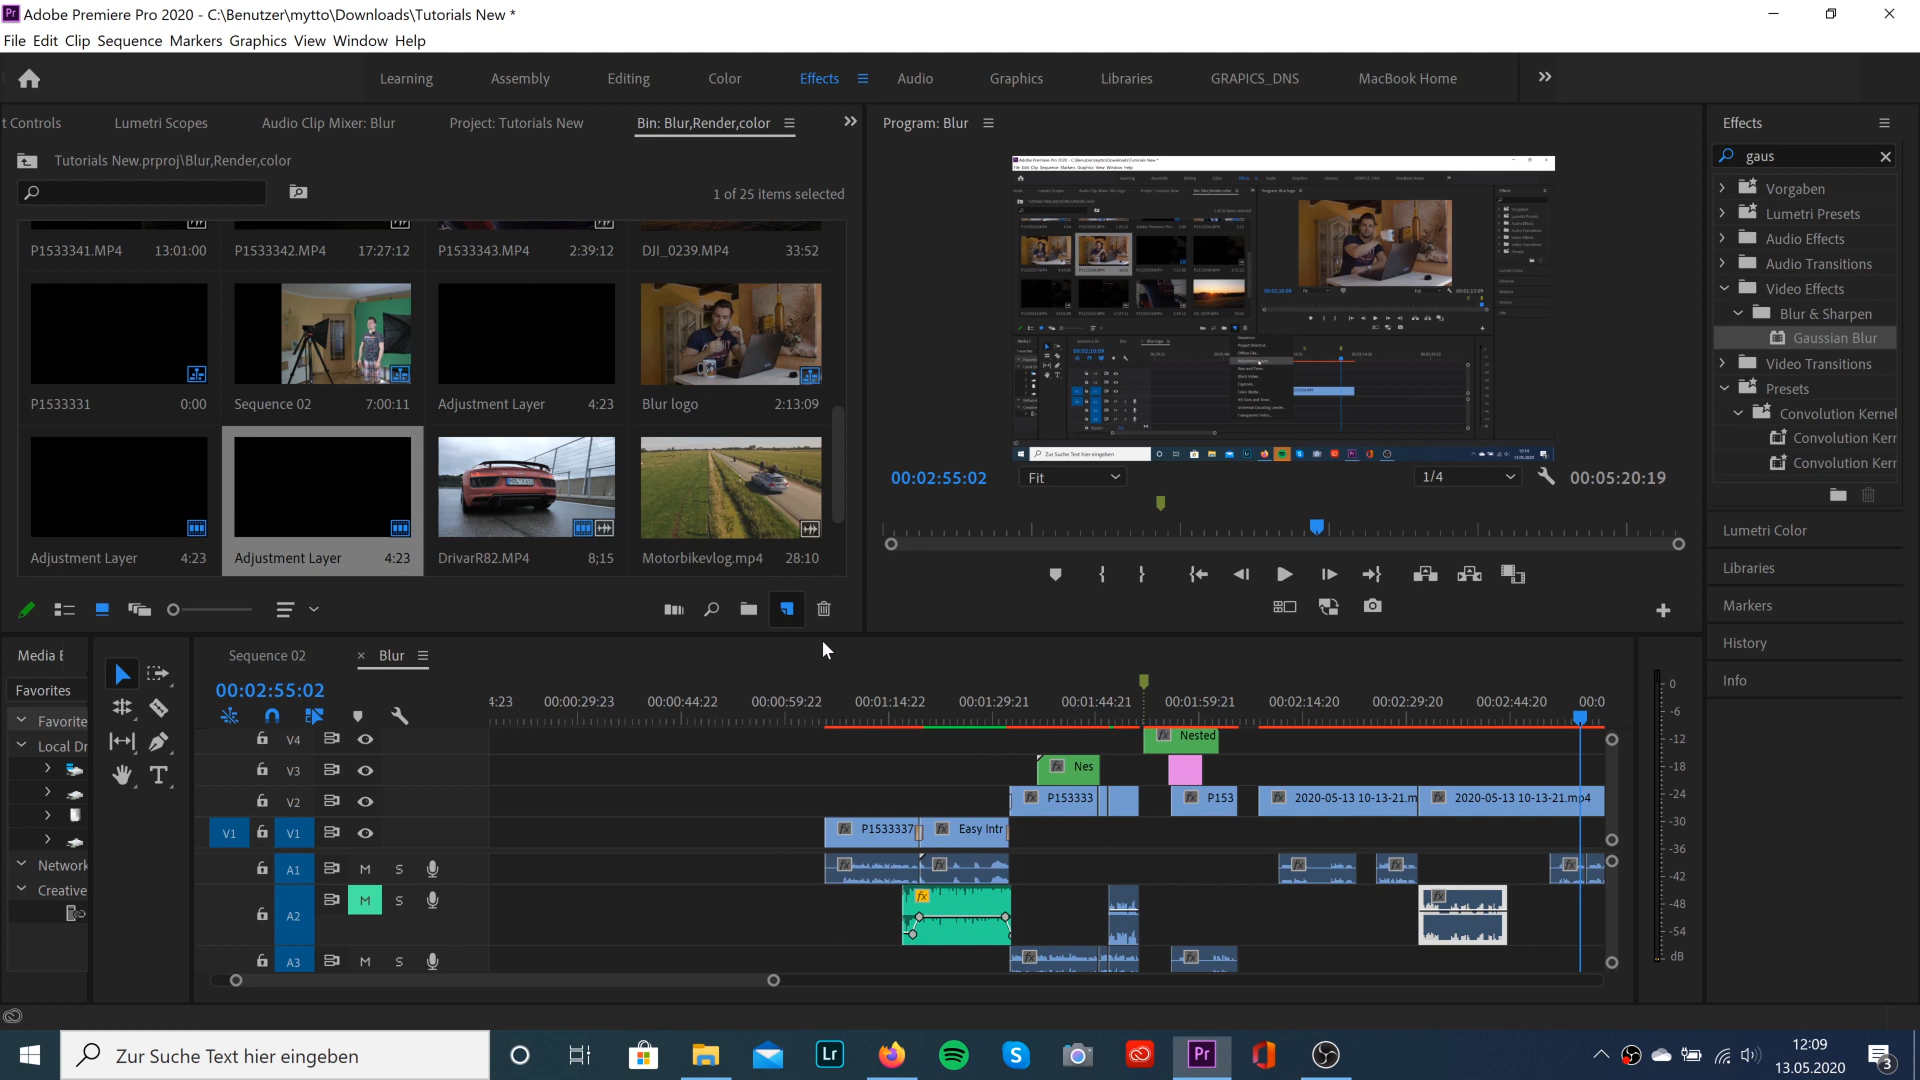 Adobe Premiere Pro 2020 - C:\Benutzer\mytto\Downloads\Tutorials New *
File Edit Clip Sequence Markers Graphics View Window Help
Learning Assembly Editing Color Effects Audio Graphics Libraries GRAPICS_DNS MacBook Home
t Controls Lumetri Scopes Audio Clip Mixer: Blur Project: Tutorials New Bin: Blur,Render,color
Program: Blur
Effects
Tutorials New.prproj\Blur,Render,color
gaus
1 of 25 items selected
P1533341.MP4 13:01:00 P1533342.MP4 17:27:12 P1533343.MP4 2:39:12 DJI_0239.MP4 33:52
P1533331 0:00 Sequence 02 7:00:11 Adjustment Layer 4:23 Blur logo 2:13:09
Adjustment Layer 4:23 Adjustment Layer 4:23 DrivarR82.MP4 8;15 Motorbikevlog.mp4 28:10
00:02:55:02 Fit 1/4 00:05:20:19
Vorgaben
Lumetri Presets
Audio Effects
Audio Transitions
Video Effects
Blur & Sharpen
Gaussian Blur
Video Transitions
Presets
Convolution Kernel
Convolution Kerr
Convolution Kerr
Lumetri Color
Libraries
Markers
History
Info
Media E
Favorites
Favorite
Local Dr
Network
Creative
Sequence 02 × Blur
00:02:55:02
4:23 00:00:29:23 00:00:44:22 00:00:59:22 00:01:14:22 00:01:29:21 00:01:44:21 00:01:59:21 00:02:14:20 00:02:29:20 00:02:44:20 00:0
V4 Nested
V3 Nes
V2 P153333 P153 2020-05-13 10-13-21.m 2020-05-13 10-13-21.mp4
V1 V1 P1533337 Easy Intr
A1 M S
A2 M S
A3 M S
0
-6
-12
-18
-24
-30
-36
-42
-48
-54
dB
Zur Suche Text hier eingeben
Lr
Pr
12:09
13.05.2020
3